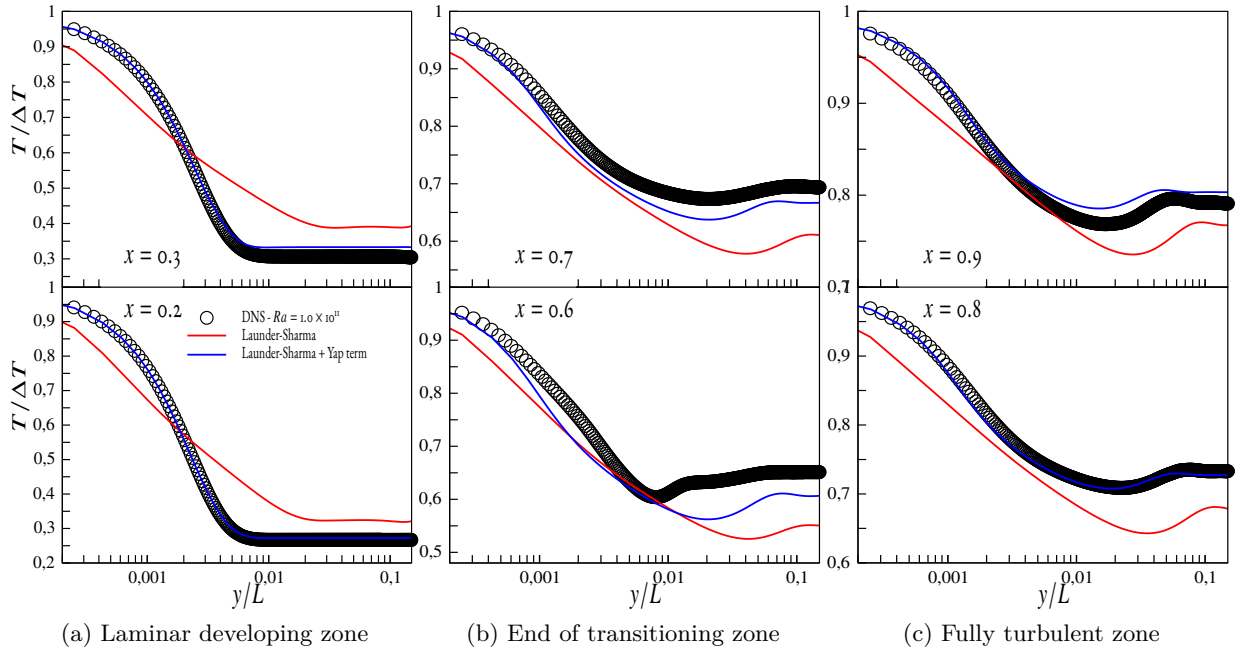 1
0,9
0,8
0,7
0,6
0,5
0,4
0,3
T/ΔT
x = 0.3
1
0,9
0,8
0,7
0,6
x = 0.7
1
0,9
0,8
0,7
x = 0.9
1
0,9
0,8
0,7
0,6
0,5
0,4
0,3
0,2
T/ΔT
x = 0.2
DNS - Ra = 1.0 × 10¹¹
Launder-Sharma
Launder-Sharma + Yap term
0,001
0,01
0,1
y/L
1
0,9
0,8
0,7
0,6
0,5
x = 0.6
0,001
0,01
0,1
y/L
1
0,9
0,8
0,7
0,6
x = 0.8
0,001
0,01
0,1
y/L
(a) Laminar developing zone
(b) End of transitioning zone
(c) Fully turbulent zone